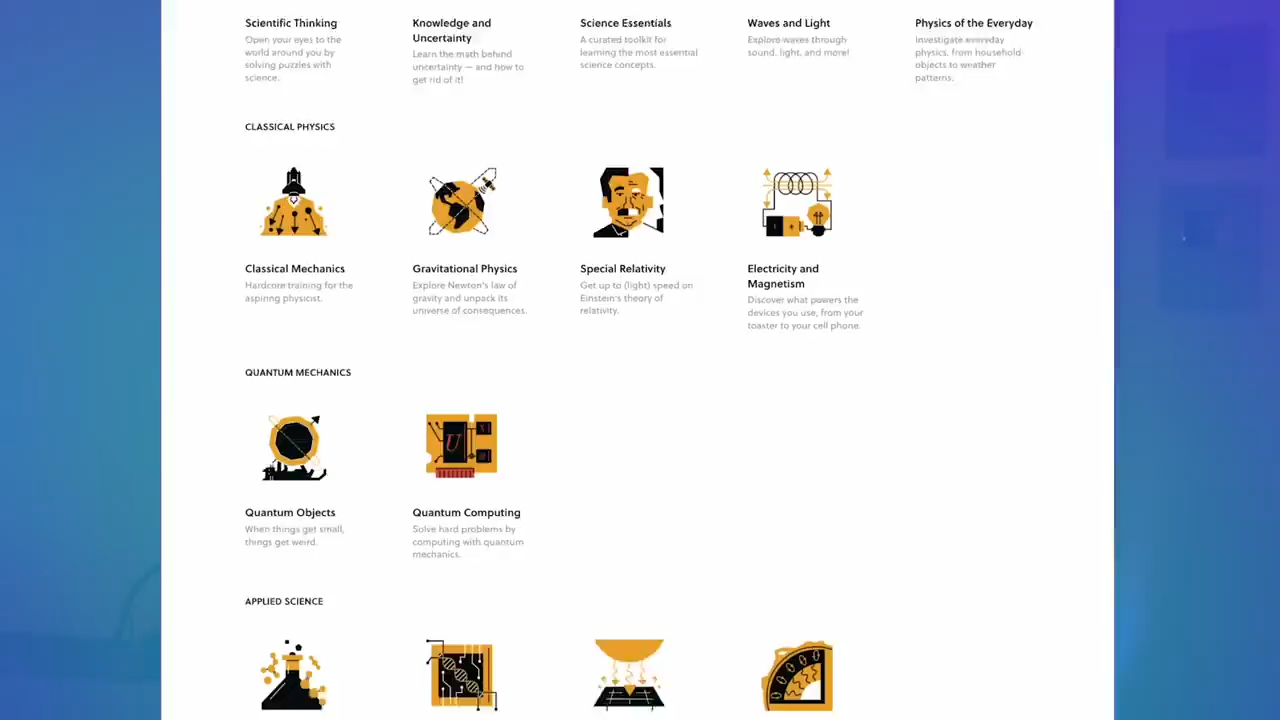 Scientific Thinking
Open your eyes to the
world around you by
solving puzzles with
science.
Knowledge and
Uncertainty
Learn the math behind
uncertainty — and how to
get rid of it!
Science Essentials
A curated toolkit for
learning the most essential
science concepts.
Waves and Light
Explore waves through
sound, light, and more!
Physics of the Everyday
Investigate everyday
physics, from household
objects to weather
patterns.
CLASSICAL PHYSICS
Classical Mechanics
Hardcore training for the
aspiring physicist.
Gravitational Physics
Explore Newton's law of
gravity and unpack its
universe of consequences.
Special Relativity
Get up to (light) speed on
Einstein's theory of
relativity.
Electricity and
Magnetism
Discover what powers the
devices you use, from your
toaster to your cell phone.
QUANTUM MECHANICS
U
Quantum Objects
When things get small,
things get weird.
Quantum Computing
Solve hard problems by
computing with quantum
mechanics.
APPLIED SCIENCE